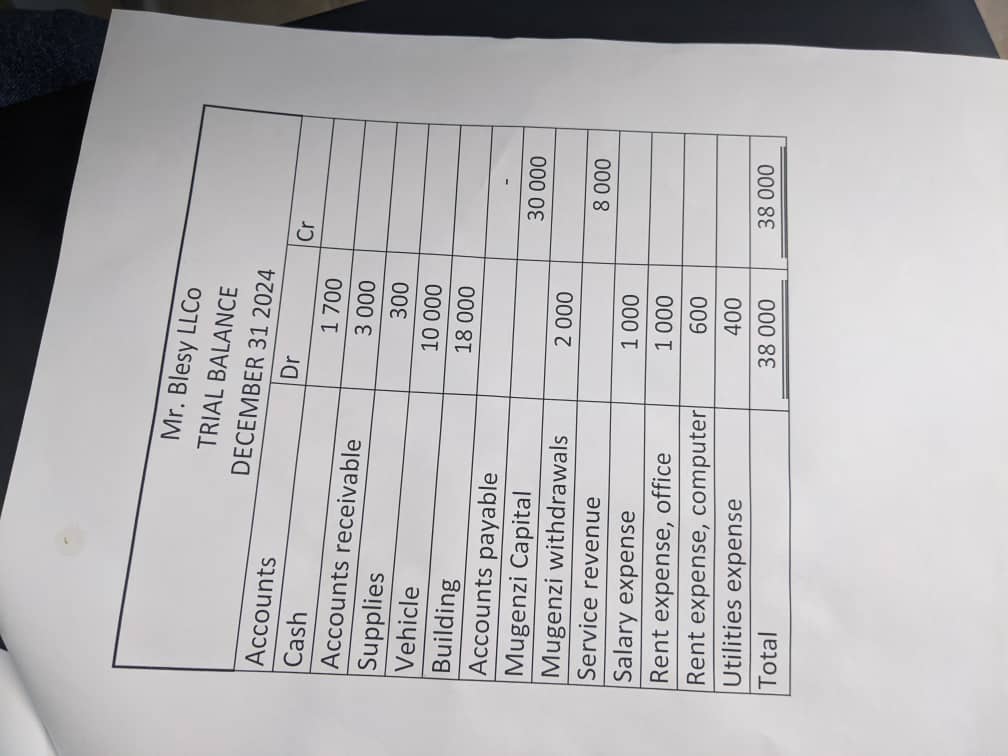 Mr. Blesy LLCo
TRIAL BALANCE
DECEMBER 31 2024
Accounts Dr Cr
Cash 1 700
Accounts receivable 3 000
Supplies 300
Vehicle 10 000
Building 18 000
Accounts payable -
Mugenzi Capital 30 000
Mugenzi withdrawals 2 000
Service revenue 8 000
Salary expense 1 000
Rent expense, office 1 000
Rent expense, computer 600
Utilities expense 400
Total 38 000 38 000